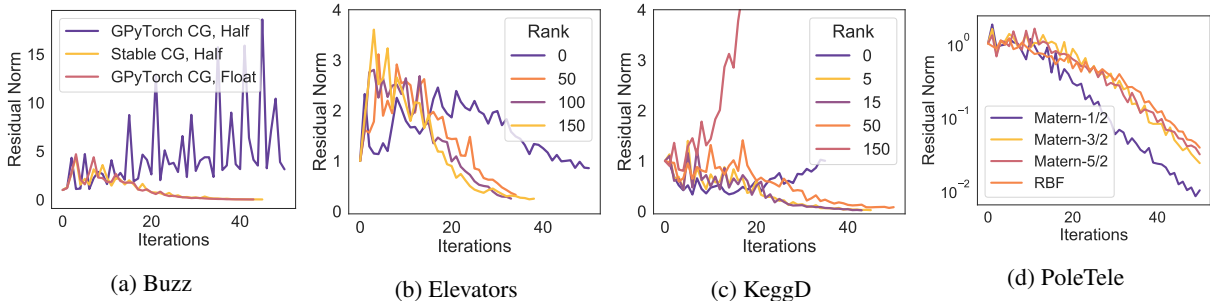 Residual Norm
15
10
5
0
GPyTorch CG, Half
Stable CG, Half
GPyTorch CG, Float
0 20 40
Iterations
(a) Buzz
Residual Norm
4
3
2
1
0
Rank
0
50
100
150
0 20 40
Iterations
(b) Elevators
Residual Norm
4
3
2
1
0
Rank
0
5
15
50
150
0 20 40
Iterations
(c) KeggD
Residual Norm
10⁰
10⁻¹
10⁻²
Matern-1/2
Matern-3/2
Matern-5/2
RBF
0 20 40
Iterations
(d) PoleTele